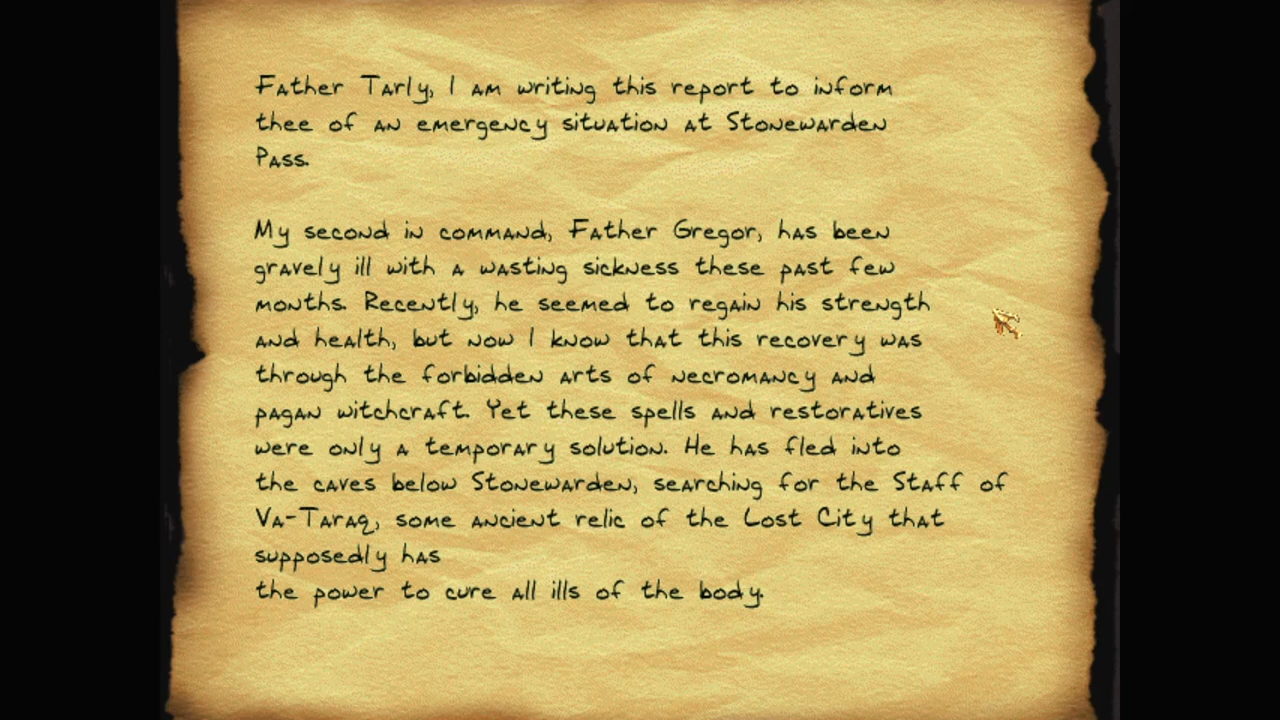 Father Tarly, I am writing this report to inform
thee of an emergency situation at Stonewarden
Pass.
My second in command, Father Gregor, has been
gravely ill with a wasting sickness these past few
months. Recently, he seemed to regain his strength
and health, but now I know that this recovery was
through the forbidden arts of necromancy and
pagan witchcraft. Yet these spells and restoratives
were only a temporary solution. He has fled into
the caves below Stonewarden, searching for the Staff of
Va-Taraq, some ancient relic of the Lost City that
supposedly has
the power to cure all ills of the body.